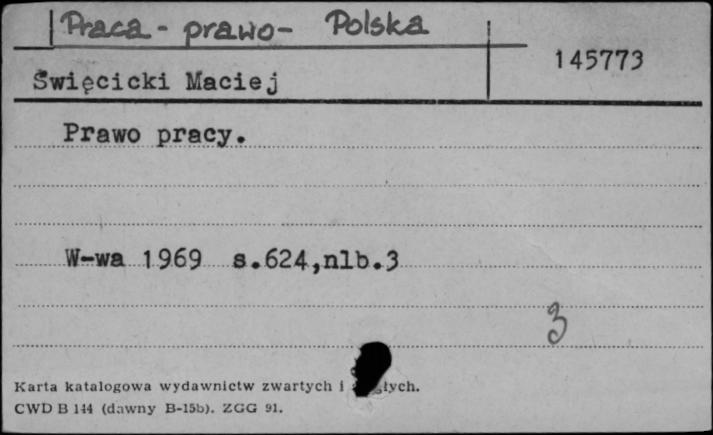 Praca - prawo - Polska
145773
Święcicki Maciej
Prawo pracy.
W-wa 1969 s.624,nlb.3
3
Karta katalogowa wydawnictw zwartych i
CWD B 144 (dawny B-15b). ZGG 91.